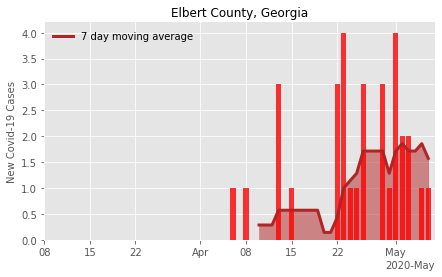 Elbert County, Georgia
7 day moving average
New Covid-19 Cases
4.0
3.5
3.0
2.5
2.0
1.5
1.0
0.5
0.0
08 15 22 Apr 08 15 22 May
2020-May